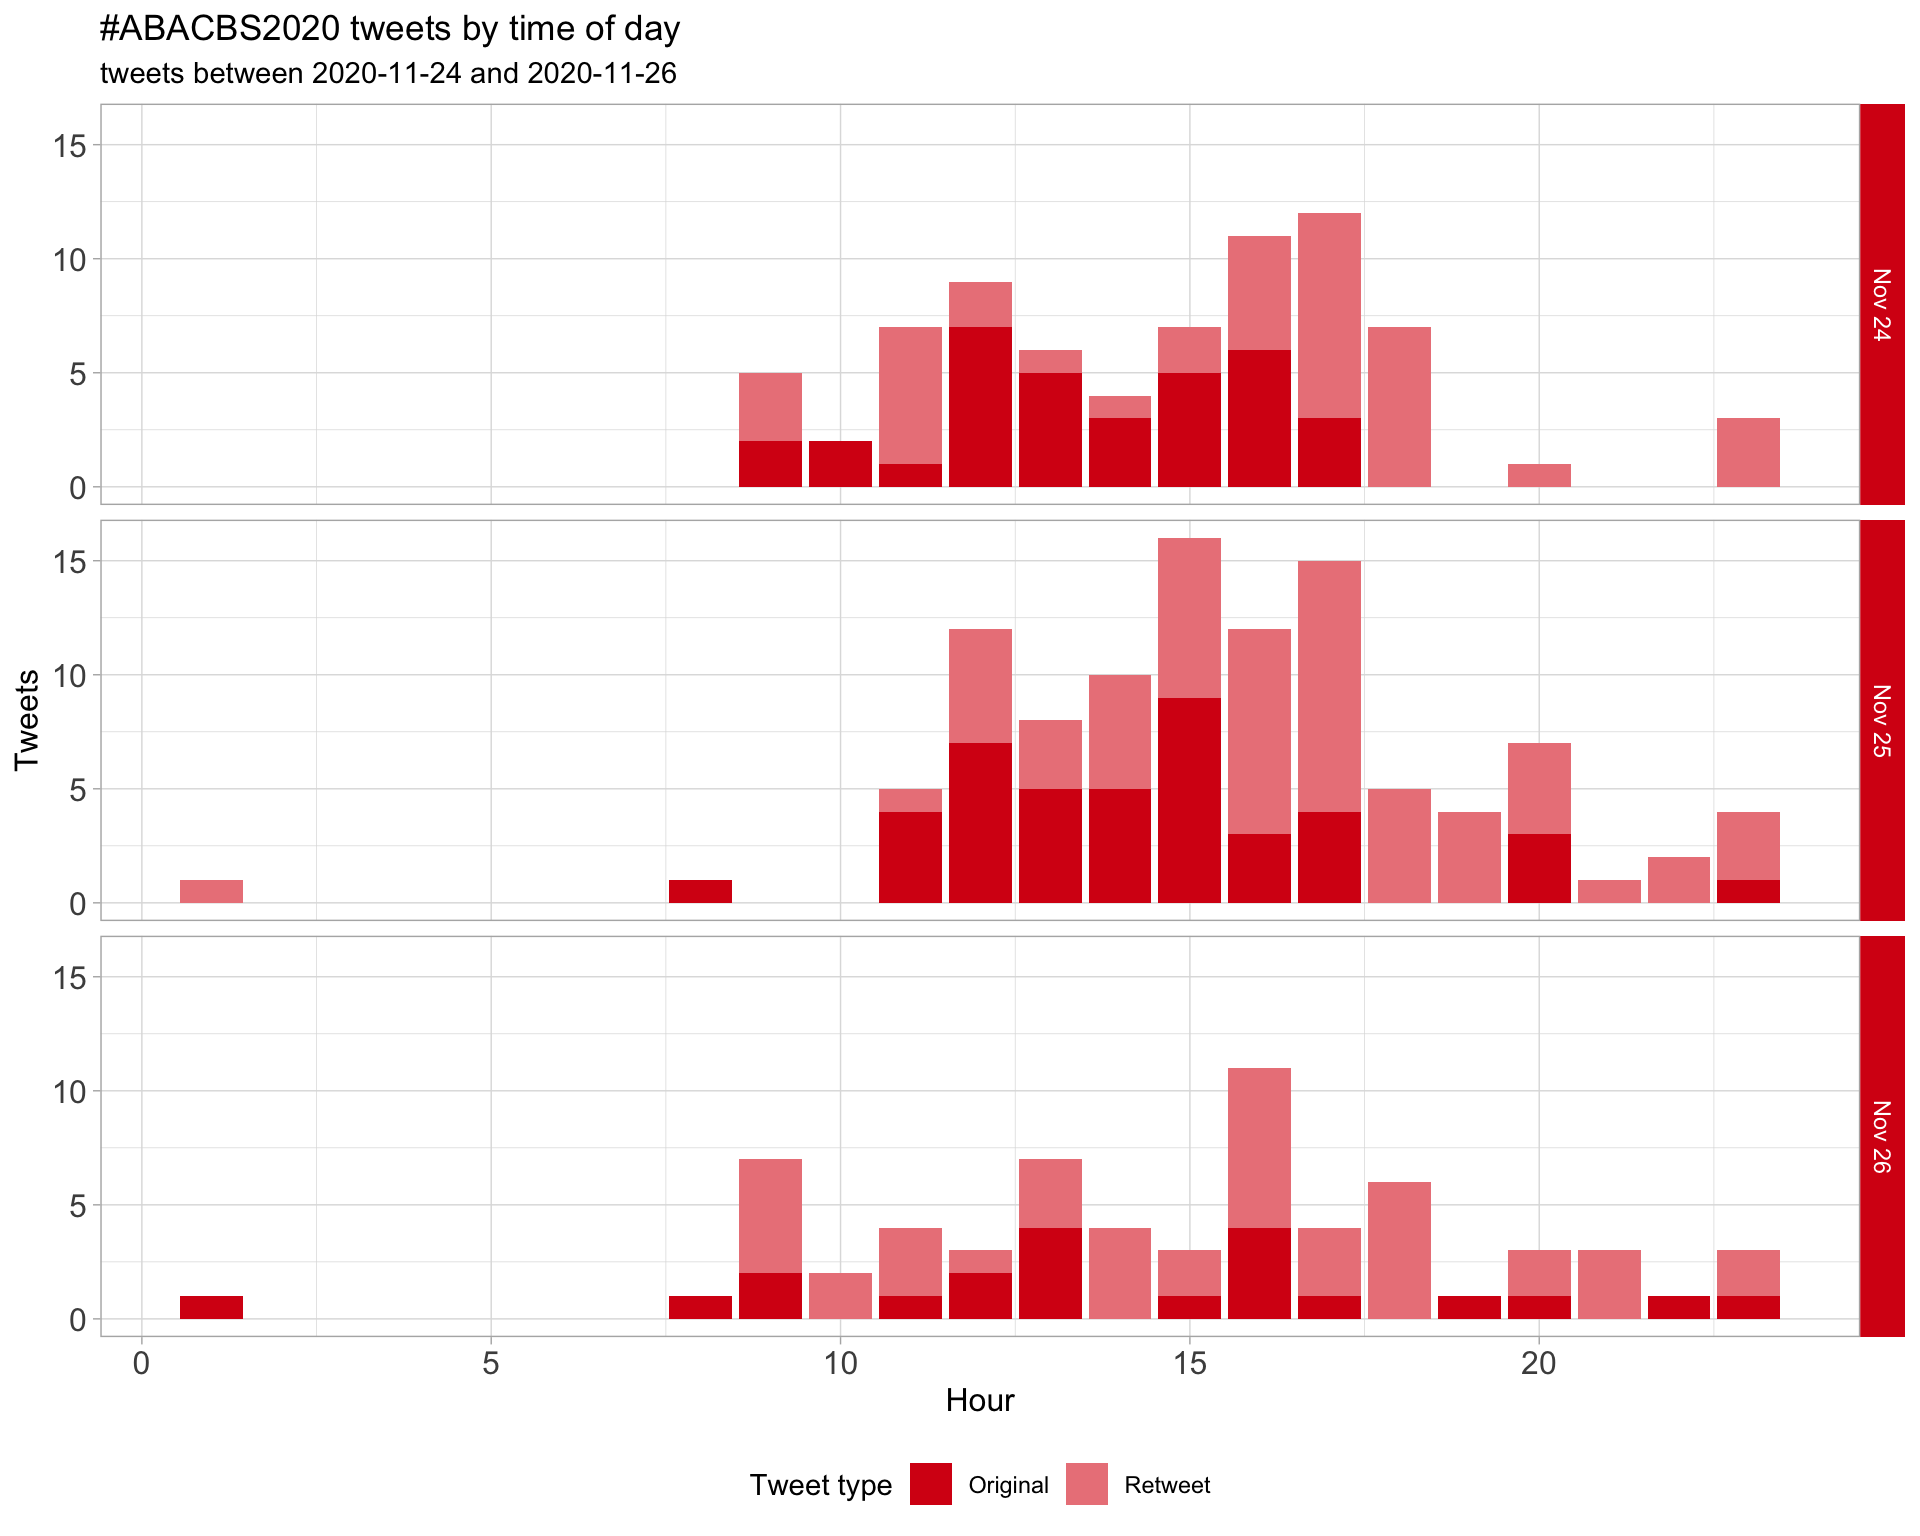 #ABACBS2020 tweets by time of day
tweets between 2020-11-24 and 2020-11-26
15
10
5
0
Nov 24
Tweets
15
10
5
0
Nov 25
15
10
5
0
Nov 26
0 5 10 15 20
Hour
Tweet type Original Retweet